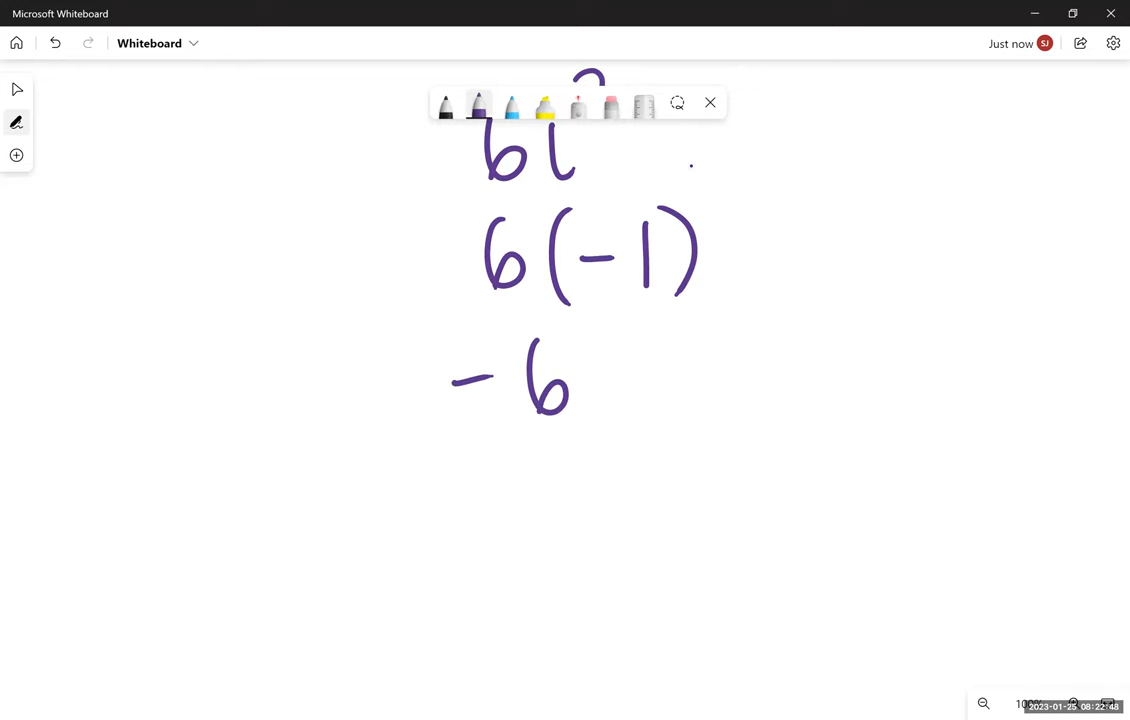 Microsoft Whiteboard
Whiteboard
Just now SJ
6i
6(-1)
-6
2023-01-25 08:22:48